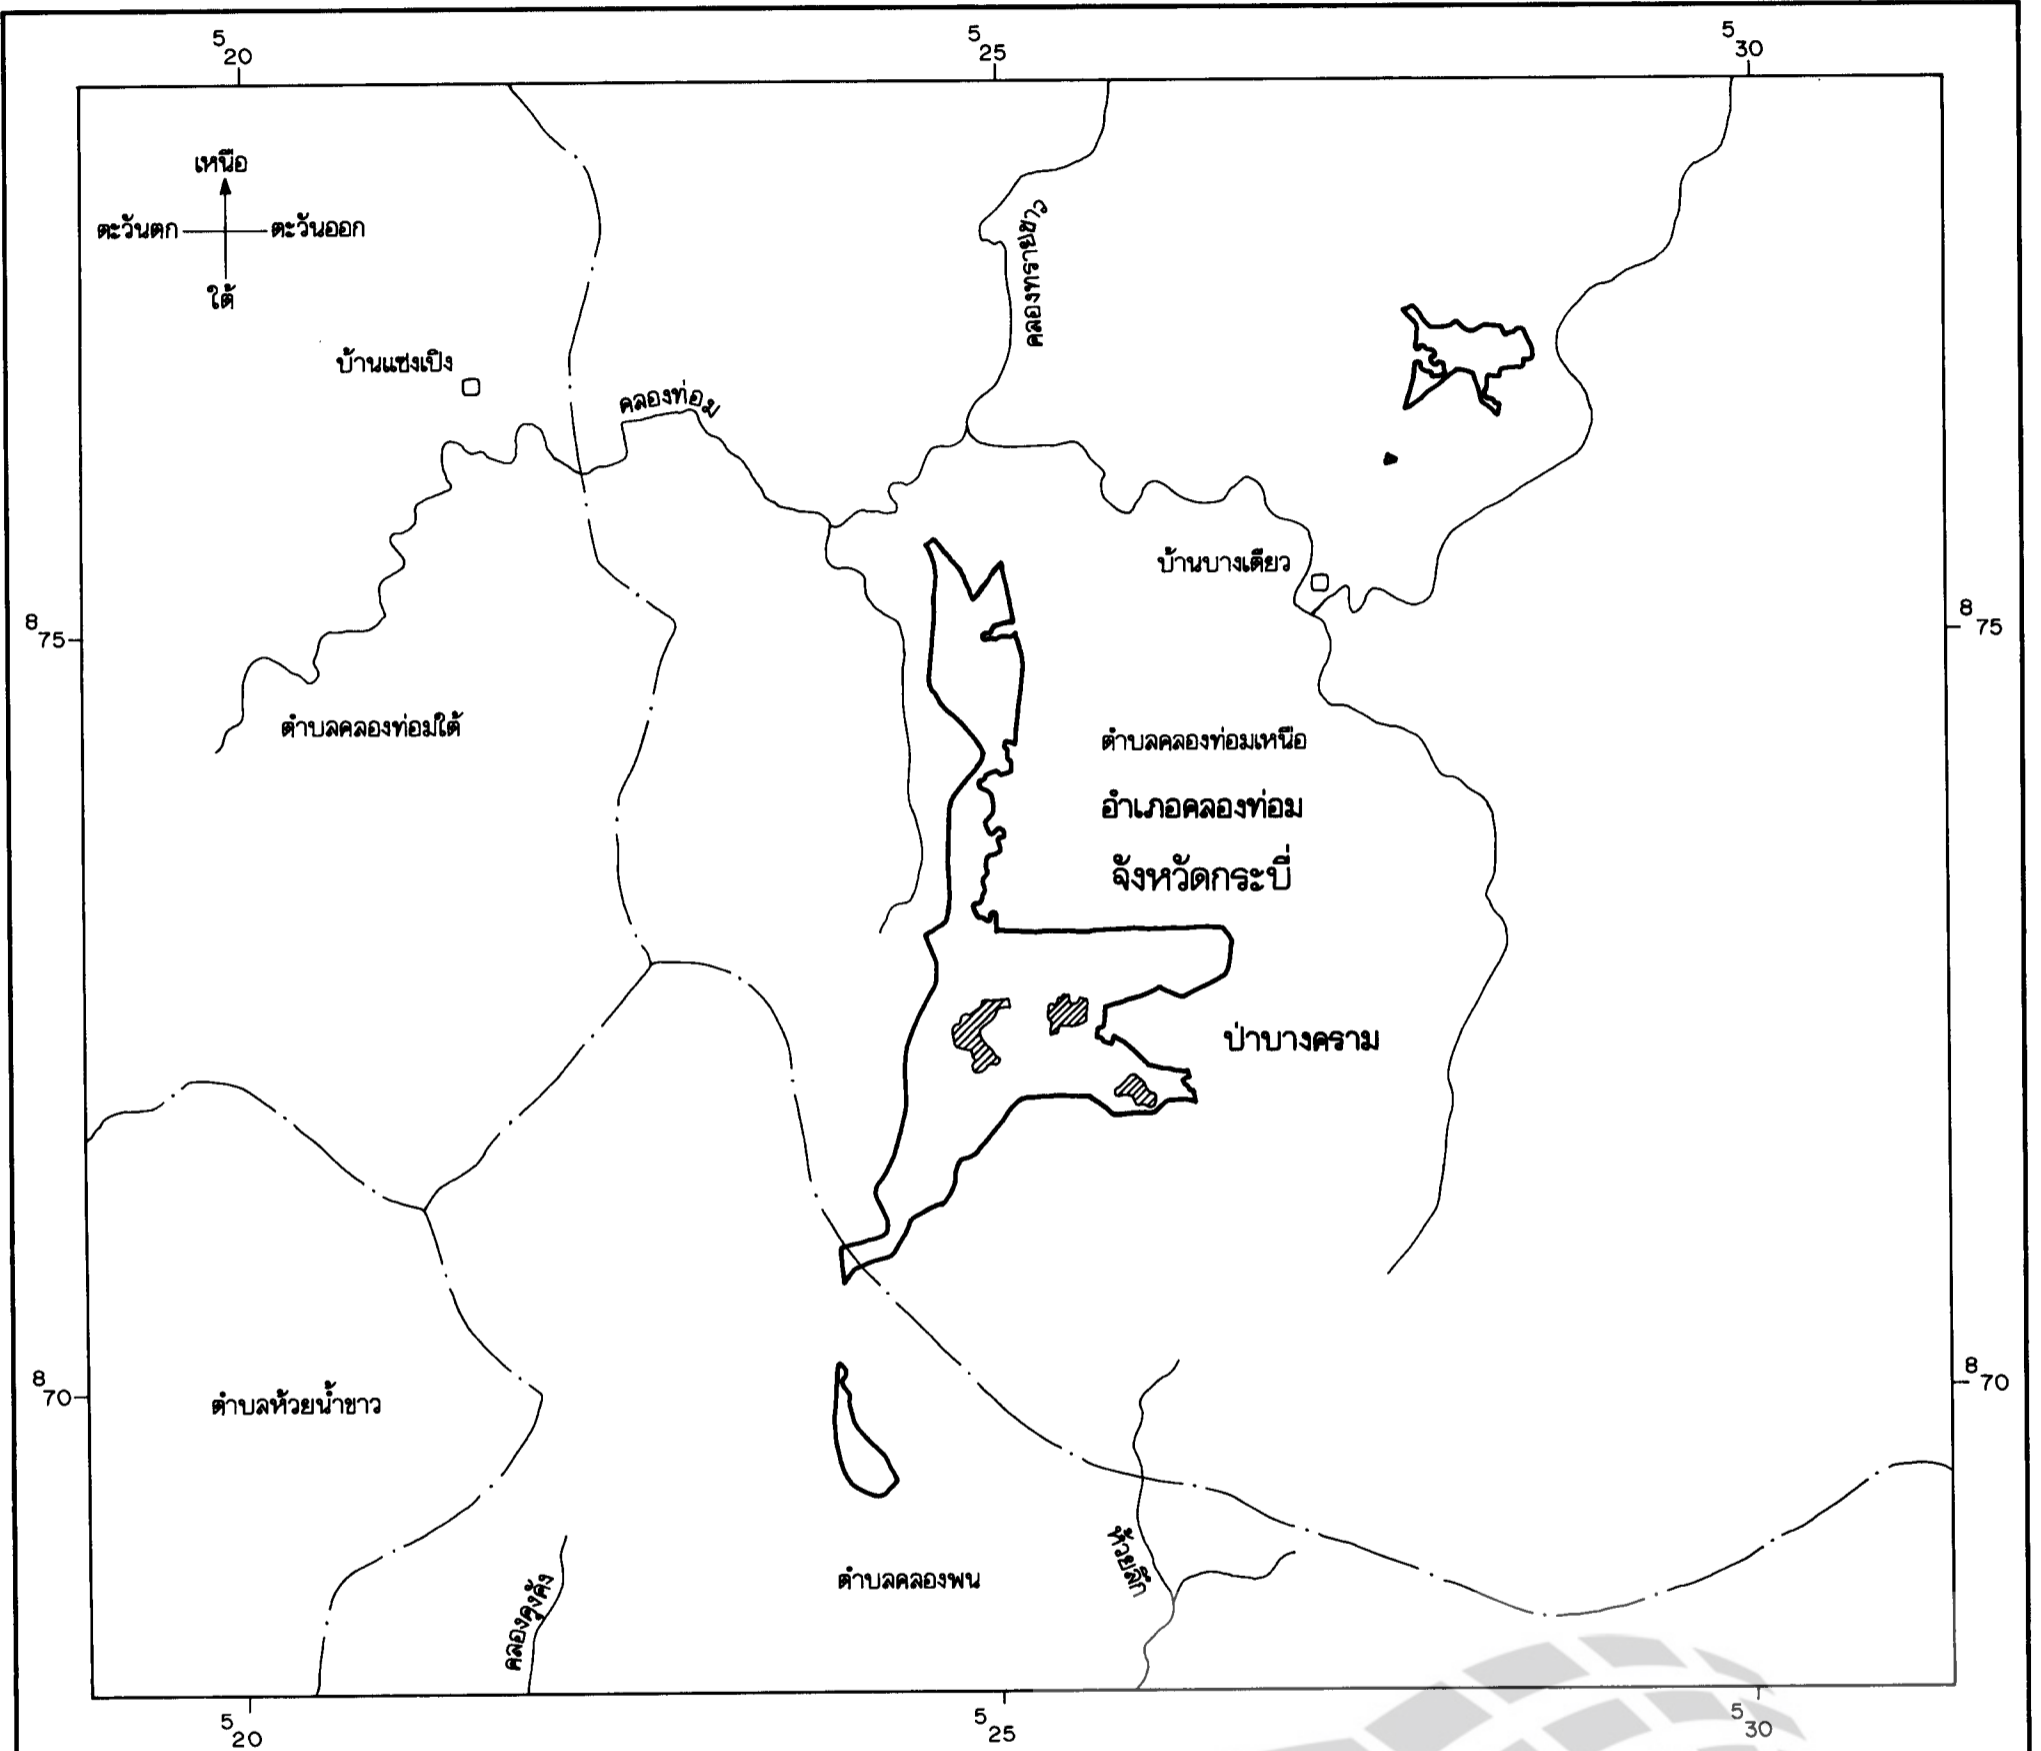 5 20
5 25
5 30
เหนือ
ตะวันตก
ตะวันออก
ใต้
คลองทรายขาว
บ้านแชงเปิง
คลองท่อม
บ้านบางเตียว
8 75
8 75
ตำบลคลองท่อมใต้
ตำบลคลองท่อมเหนือ
อำเภอคลองท่อม
จังหวัดกระบี่
ป่าบางคราม
8 70
8 70
ตำบลห้วยน้ำขาว
ห้วยลึก
คลองคุงคัง
ตำบลคลองพน
5 20
5 25
5 30